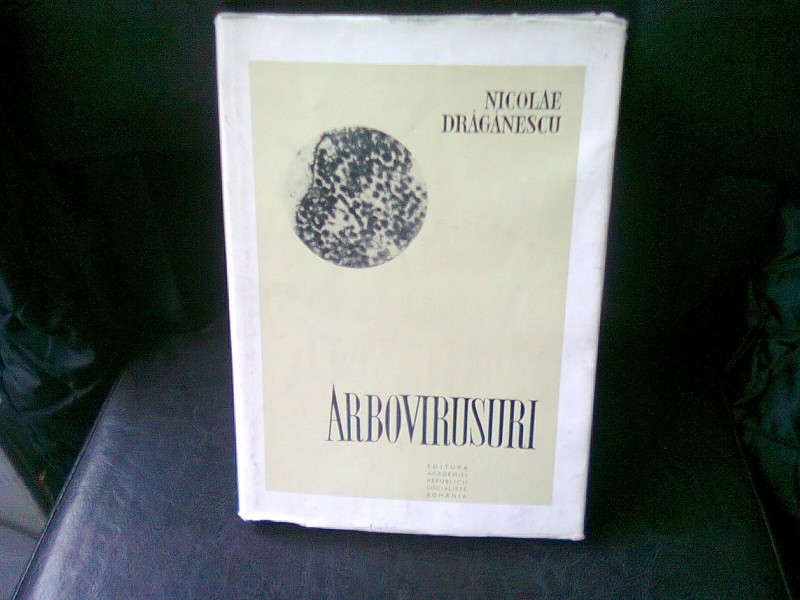 NICOLAE
DRĂGĂNESCU
ARBOVIRUSURI
EDITURA
ACADEMIEI
REPUBLICII
SOCIALISTE
ROMÂNIA